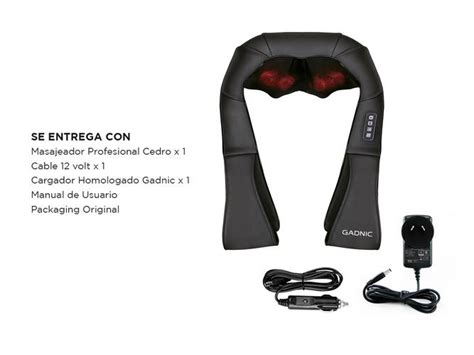 SE ENTREGA CON
Masajeador Profesional Cedro x 1
Cable 12 volt x 1
Cargador Homologado Gadnic x 1
Manual de Usuario
Packaging Original
GADNIC